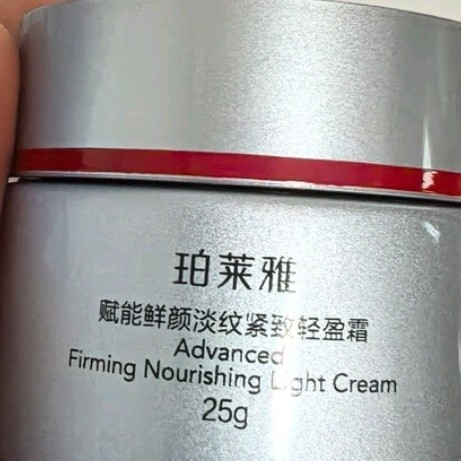 珀莱雅
赋能鲜颜淡纹紧致轻盈霜
Advanced
Firming Nourishing Light Cream
25g